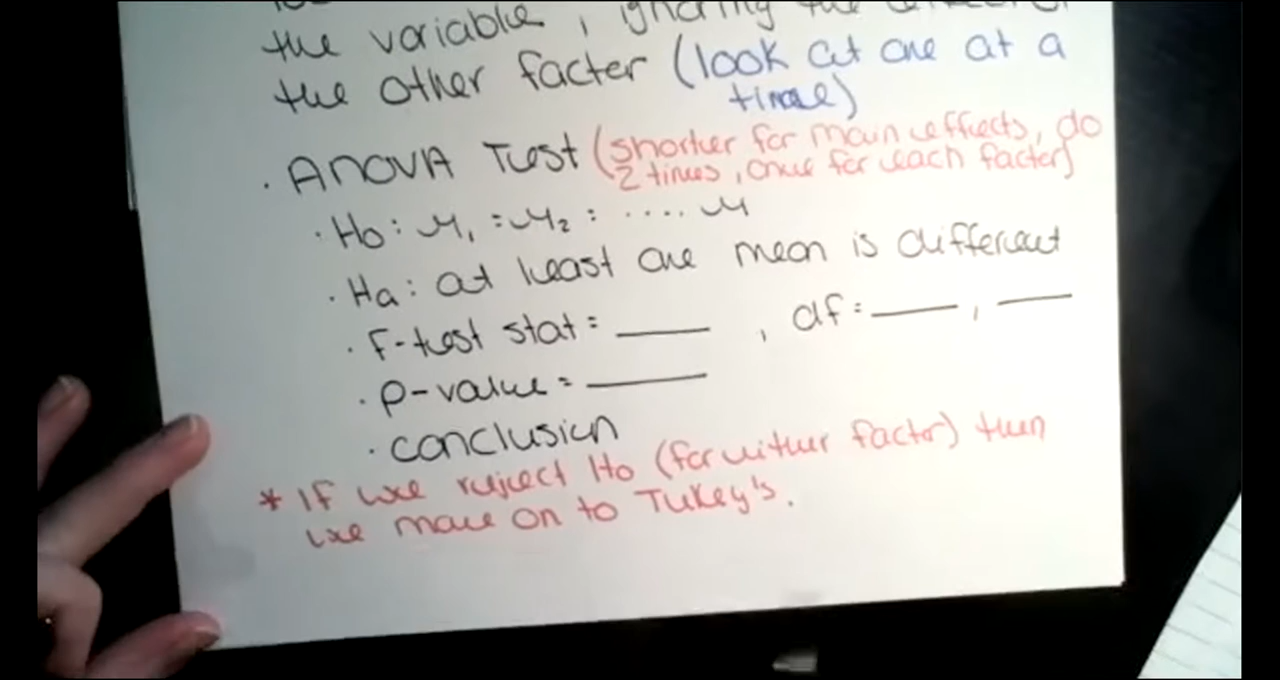 the variable, ignoring the
the other facter (look at one at a
time)
· ANOVA Test (shorter for main effects, do
2 times, once for each factor)
· Ho: μ₁ = μ₂ = .... μ
· Ha: at least one mean is different
· F-test stat = ____ , df = ____ , ____
· p-value = ____
· conclusion
* If we reject Ho (for either factor) then
we move on to Tukey's.